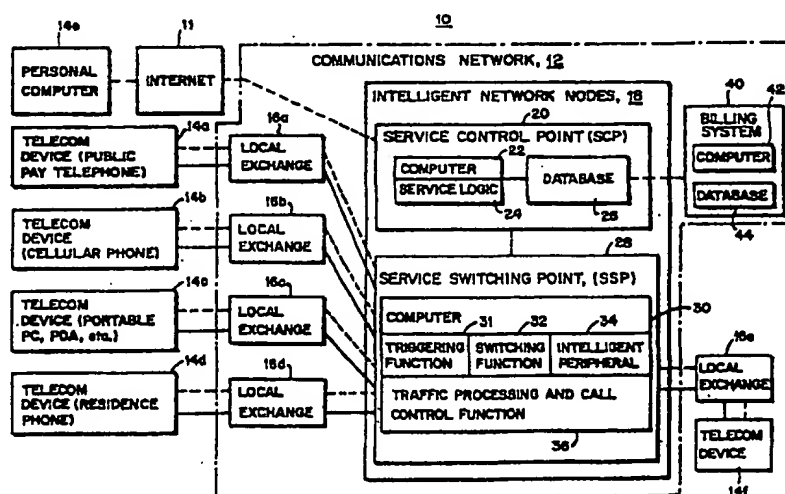 10
14e
PERSONAL
COMPUTER
11
INTERNET
COMMUNICATIONS NETWORK, 12
INTELLIGENT NETWORK NODES, 18
20
SERVICE CONTROL POINT (SCP)
22
COMPUTER
SERVICE LOGIC
24
DATABASE
26
40
42
BILLING
SYSTEM
COMPUTER
DATABASE
44
TELECOM
DEVICE (PUBLIC
PAY TELEPHONE)
14a
16a
LOCAL
EXCHANGE
TELECOM
DEVICE
(CELLULAR PHONE)
14b
16b
LOCAL
EXCHANGE
TELECOM
DEVICE (PORTABLE
PC, PDA, etc.)
14c
16c
LOCAL
EXCHANGE
TELECOM
DEVICE (RESIDENCE
PHONE)
14d
16d
LOCAL
EXCHANGE
28
SERVICE SWITCHING POINT, (SSP)
COMPUTER
30
31
32
34
TRIGGERING
FUNCTION
SWITCHING
FUNCTION
INTELLIGENT
PERIPHERAL
TRAFFIC PROCESSING AND CALL
CONTROL FUNCTION
36
16e
LOCAL
EXCHANGE
TELECOM
DEVICE
14f